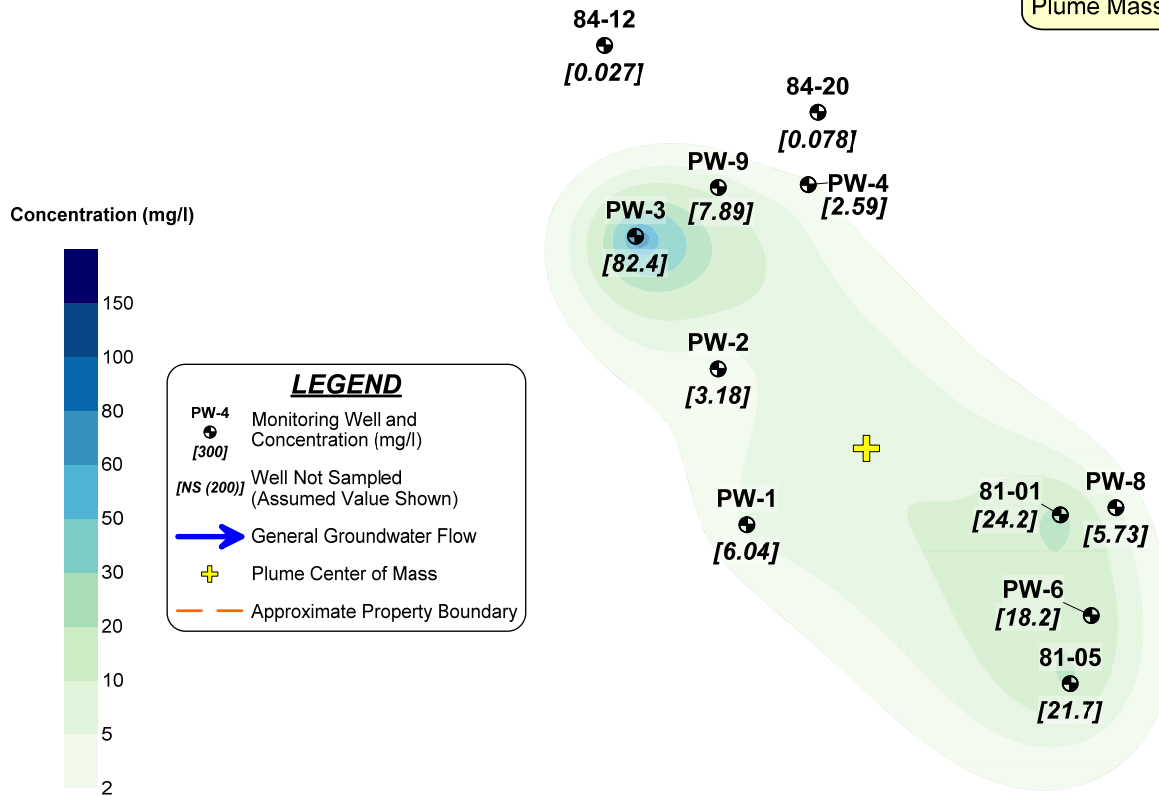 Plume Mass
84-12
[0.027]
84-20
[0.078]
PW-9
[7.89]
PW-4
[2.59]
PW-3
[82.4]
PW-2
[3.18]
PW-1
[6.04]
81-01
[24.2]
PW-8
[5.73]
PW-6
[18.2]
81-05
[21.7]
Concentration (mg/l)
150
100
80
60
50
30
20
10
5
2
LEGEND
PW-4
[300]
Monitoring Well and
Concentration (mg/l)
[NS (200)]
Well Not Sampled
(Assumed Value Shown)
General Groundwater Flow
Plume Center of Mass
Approximate Property Boundary